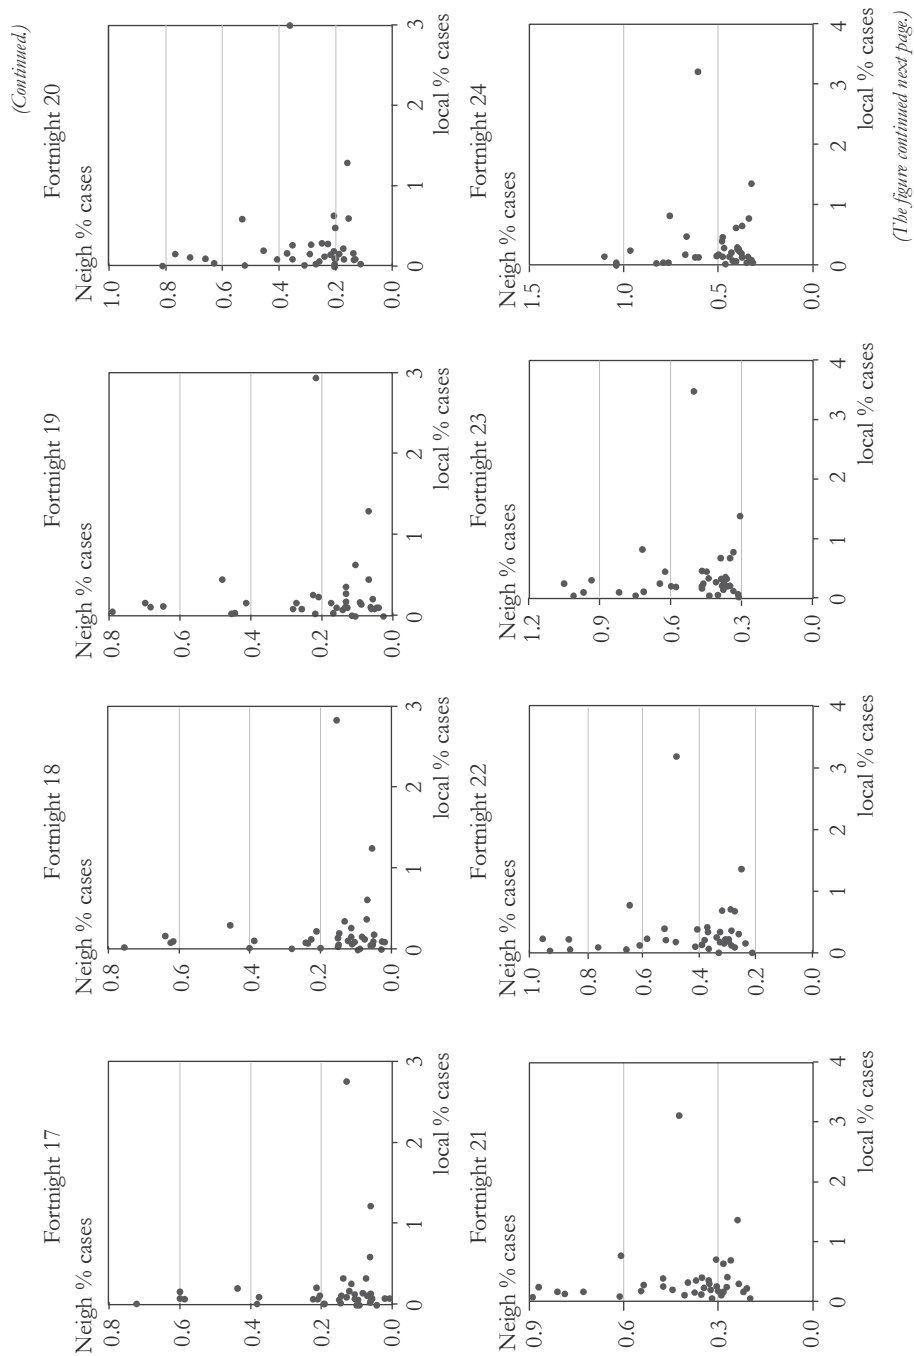 (Continued.)
Fortnight 17
Neigh % cases
0.8
0.6
0.4
0.2
0.0
0 1 2 3
local % cases
Fortnight 18
Neigh % cases
0.8
0.6
0.4
0.2
0.0
0 1 2 3
local % cases
Fortnight 19
Neigh % cases
0.8
0.6
0.4
0.2
0.0
0 1 2 3
local % cases
Fortnight 20
Neigh % cases
1.0
0.8
0.6
0.4
0.2
0.0
0 1 2 3
local % cases
Fortnight 21
Neigh % cases
0.9
0.6
0.3
0.0
0 1 2 3 4
local % cases
Fortnight 22
Neigh % cases
1.0
0.8
0.6
0.4
0.2
0.0
0 1 2 3 4
local % cases
Fortnight 23
Neigh % cases
1.2
0.9
0.6
0.3
0.0
0 1 2 3 4
local % cases
Fortnight 24
Neigh % cases
1.5
1.0
0.5
0.0
0 1 2 3 4
local % cases
(The figure continued next page.)